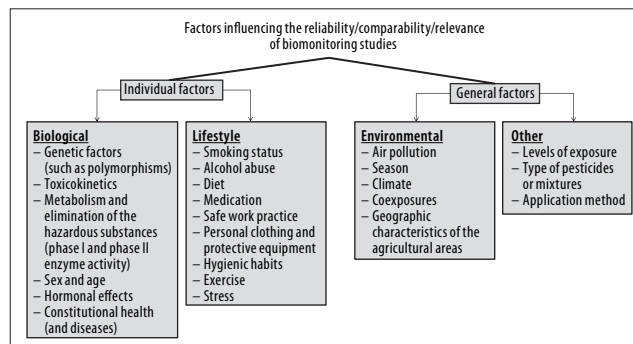 Factors influencing the reliability/comparability/relevance
of biomonitoring studies
Individual factors
General factors
Biological
– Genetic factors
(such as polymorphisms)
– Toxicokinetics
– Metabolism and
elimination of the
hazardous substances
(phase I and phase II
enzyme activity)
– Sex and age
– Hormonal effects
– Constitutional health
(and diseases)
Lifestyle
– Smoking status
– Alcohol abuse
– Diet
– Medication
– Safe work practice
– Personal clothing and
protective equipment
– Hygienic habits
– Exercise
– Stress
Environmental
– Air pollution
– Season
– Climate
– Coexposures
– Geographic
characteristics of the
agricultural areas
Other
– Levels of exposure
– Type of pesticides
or mixtures
– Application method